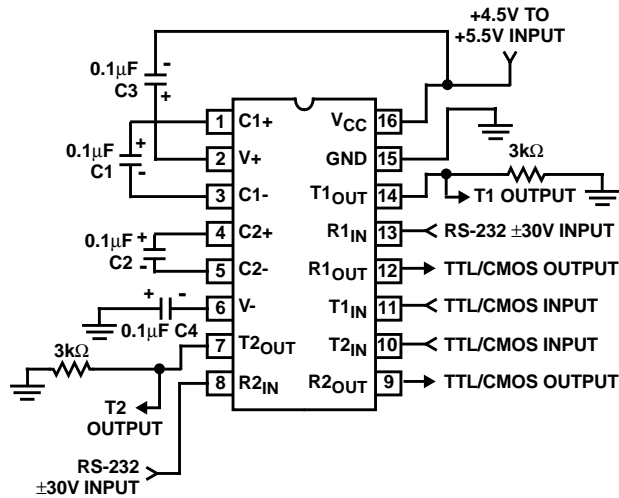 +4.5V TO
+5.5V INPUT
0.1μF
C3
-
+
1 C1+
VCC 16
0.1μF
C1
+
-
2 V+
GND 15
3kΩ
3 C1-
T1OUT 14
T1 OUTPUT
0.1μF
C2
+
-
4 C2+
R1IN 13
RS-232 ±30V INPUT
5 C2-
R1OUT 12
TTL/CMOS OUTPUT
+ -
0.1μF C4
6 V-
T1IN 11
TTL/CMOS INPUT
3kΩ
7 T2OUT
T2IN 10
TTL/CMOS INPUT
8 R2IN
R2OUT 9
TTL/CMOS OUTPUT
T2
OUTPUT
RS-232
±30V INPUT